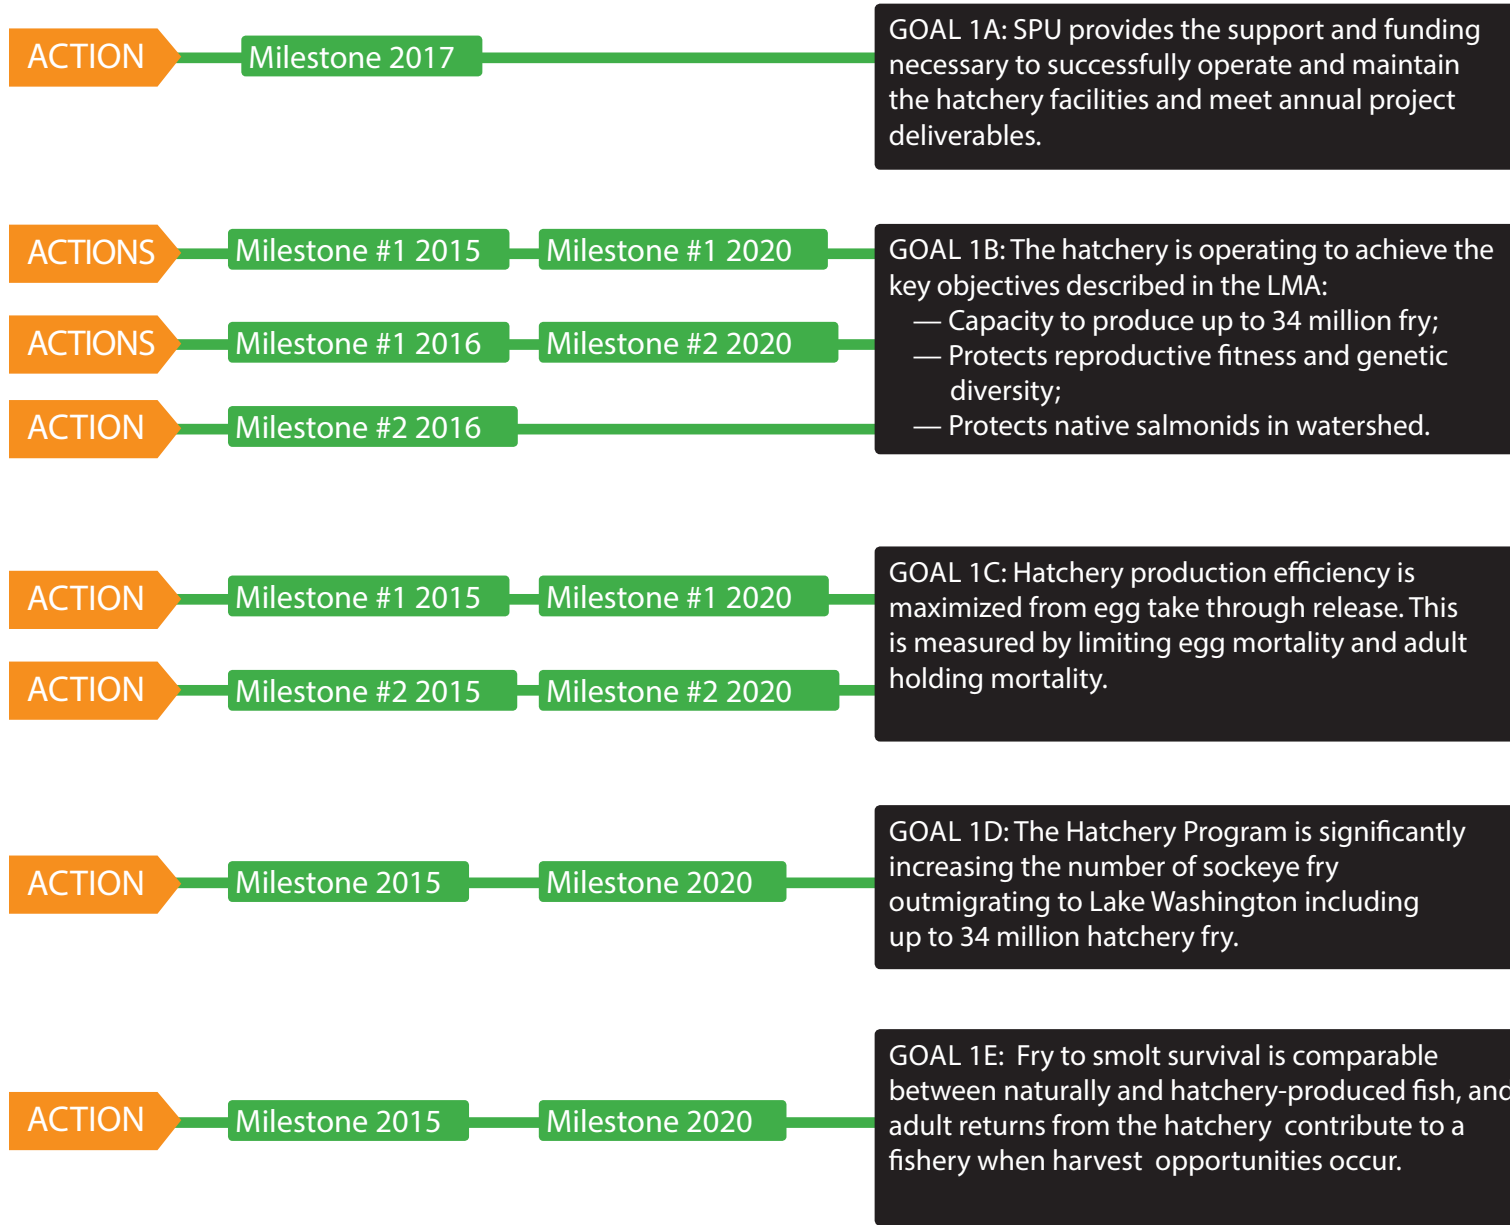 ACTION
Milestone 2017
GOAL 1A: SPU provides the support and funding
necessary to successfully operate and maintain
the hatchery facilities and meet annual project
deliverables.
ACTIONS
Milestone #1 2015
Milestone #1 2020
ACTIONS
Milestone #1 2016
Milestone #2 2020
ACTION
Milestone #2 2016
GOAL 1B: The hatchery is operating to achieve the
key objectives described in the LMA:
— Capacity to produce up to 34 million fry;
— Protects reproductive fitness and genetic
diversity;
— Protects native salmonids in watershed.
ACTION
Milestone #1 2015
Milestone #1 2020
ACTION
Milestone #2 2015
Milestone #2 2020
GOAL 1C: Hatchery production efficiency is
maximized from egg take through release. This
is measured by limiting egg mortality and adult
holding mortality.
ACTION
Milestone 2015
Milestone 2020
GOAL 1D: The Hatchery Program is significantly
increasing the number of sockeye fry
outmigrating to Lake Washington including
up to 34 million hatchery fry.
ACTION
Milestone 2015
Milestone 2020
GOAL 1E: Fry to smolt survival is comparable
between naturally and hatchery-produced fish, and
adult returns from the hatchery contribute to a
fishery when harvest opportunities occur.